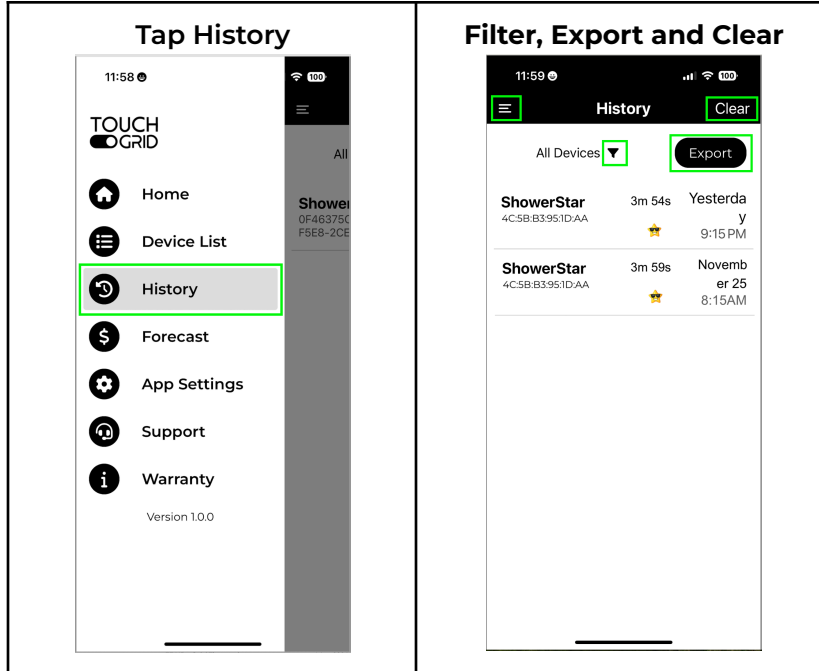 Tap History
11:58
100
TOUCH
GRID
All
Home
Shower
0F46375C
F5E8-2CE
Device List
History
Forecast
App Settings
Support
Warranty
Version 1.0.0
Filter, Export and Clear
11:59
100
History
Clear
All Devices
Export
ShowerStar
3m 54s
Yesterda
y
4C:5B:B3:95:1D:AA
9:15 PM
ShowerStar
3m 59s
Novemb
er 25
4C:5B:B3:95:1D:AA
8:15AM